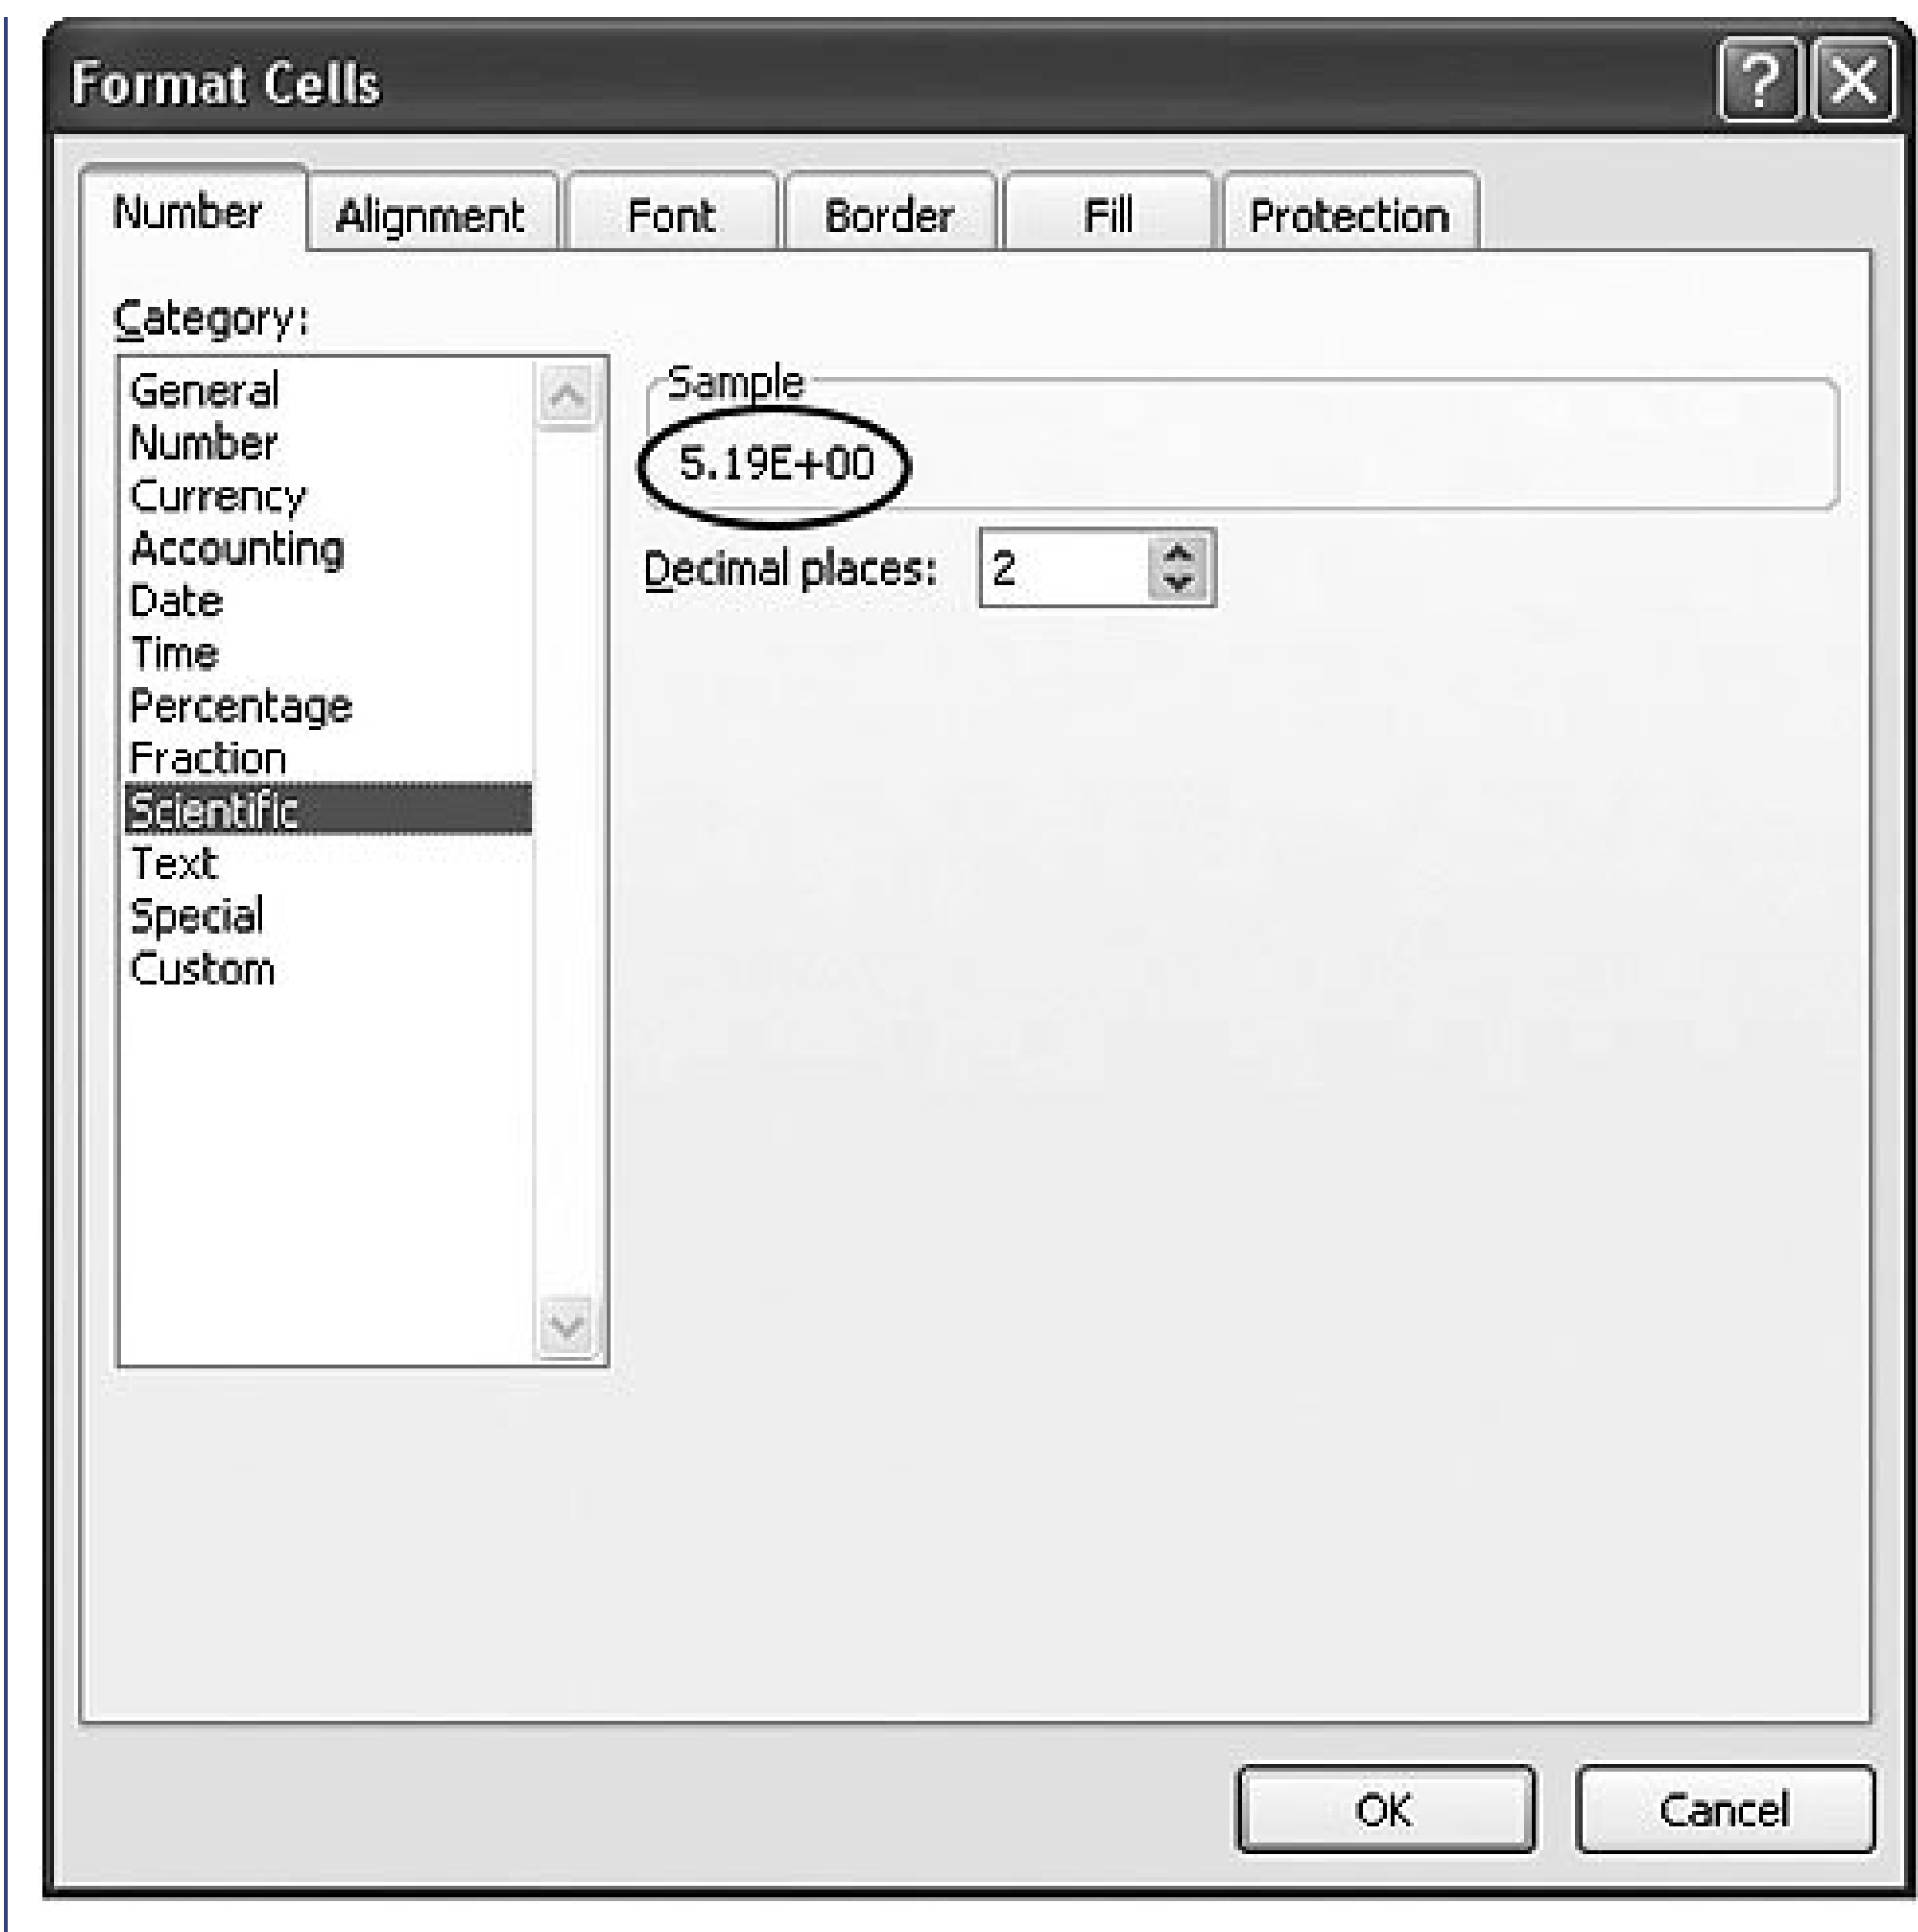 Format Cells
Number Alignment Font Border Fill Protection
Category:
General
Number
Currency
Accounting
Date
Time
Percentage
Fraction
Scientific
Text
Special
Custom
Sample
5.19E+00
Decimal places: 2
OK Cancel